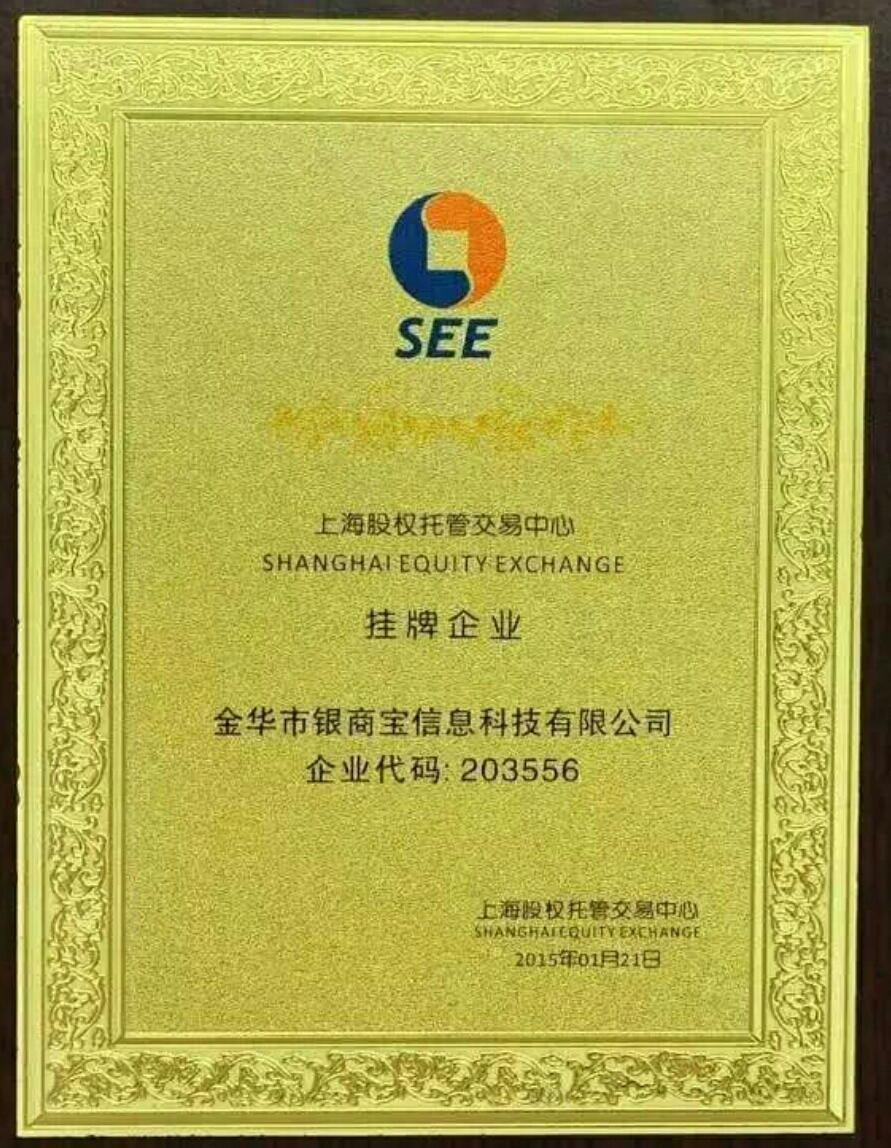 SEE
上海股权托管交易中心
SHANGHAI EQUITY EXCHANGE
挂牌企业
金华市银商宝信息科技有限公司
企业代码: 203556
上海股权托管交易中心
SHANGHAI EQUITY EXCHANGE
2015年01月21日